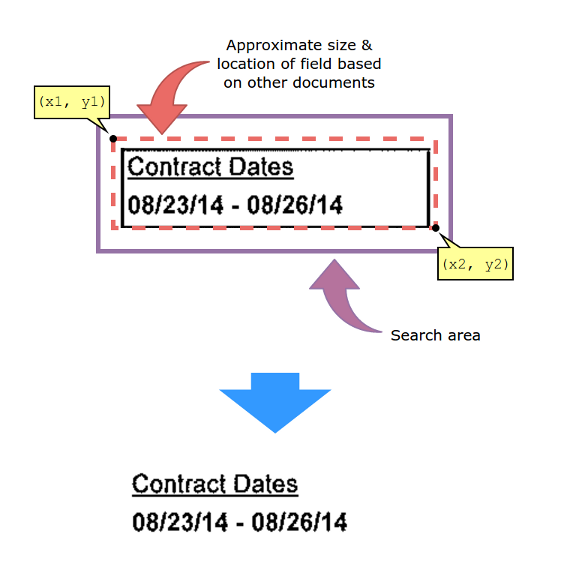 Approximate size &
location of field based
on other documents
(x1, y1)
Contract Dates
08/23/14 - 08/26/14
(x2, y2)
Search area
Contract Dates
08/23/14 - 08/26/14